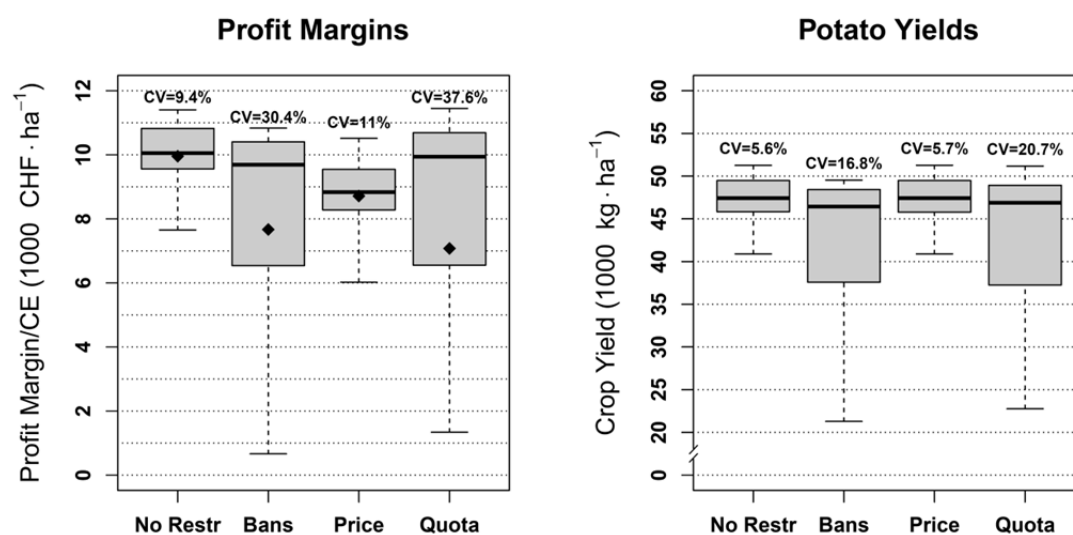 Profit Margins
Profit Margin/CE (1000 CHF · ha⁻¹)
12
10
8
6
4
2
0
CV=9.4%
CV=30.4%
CV=11%
CV=37.6%
No Restr Bans Price Quota
Potato Yields
Crop Yield (1000 kg · ha⁻¹)
60
55
50
45
40
35
30
25
20
0
CV=5.6%
CV=16.8%
CV=5.7%
CV=20.7%
No Restr Bans Price Quota